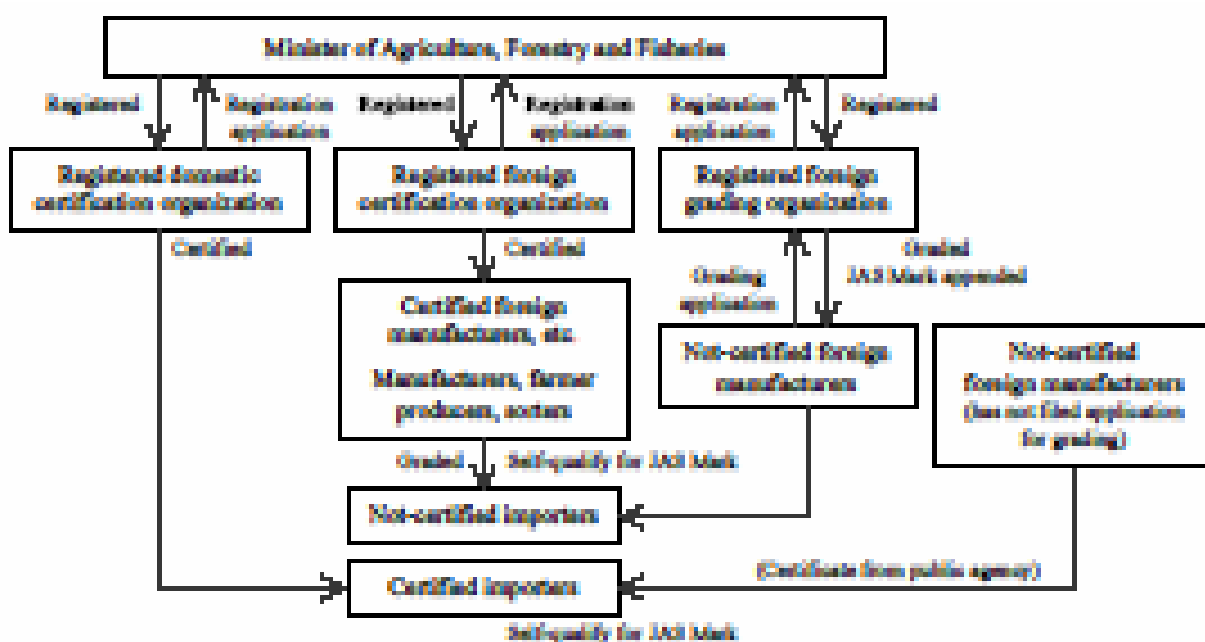 Minister of Agriculture, Forestry and Fisheries
Registered
Registration
application
Registered
Registration
application
Registration
application
Registered
Registered domestic
certification organization
Registered foreign
certification organization
Registered foreign
grading organization
Certified
Certified
Grading
application
Graded
JAS Mark appended
Certified foreign
manufacturers, etc.
Manufacturers, farmer
producers, sorters
Not-certified foreign
manufacturers
Not-certified
foreign manufacturers
(has not filed application
for grading)
Graded
Self-qualify for JAS Mark
Not-certified importers
Certified importers
(Certificate from public agency)
Self-qualify for JAS Mark